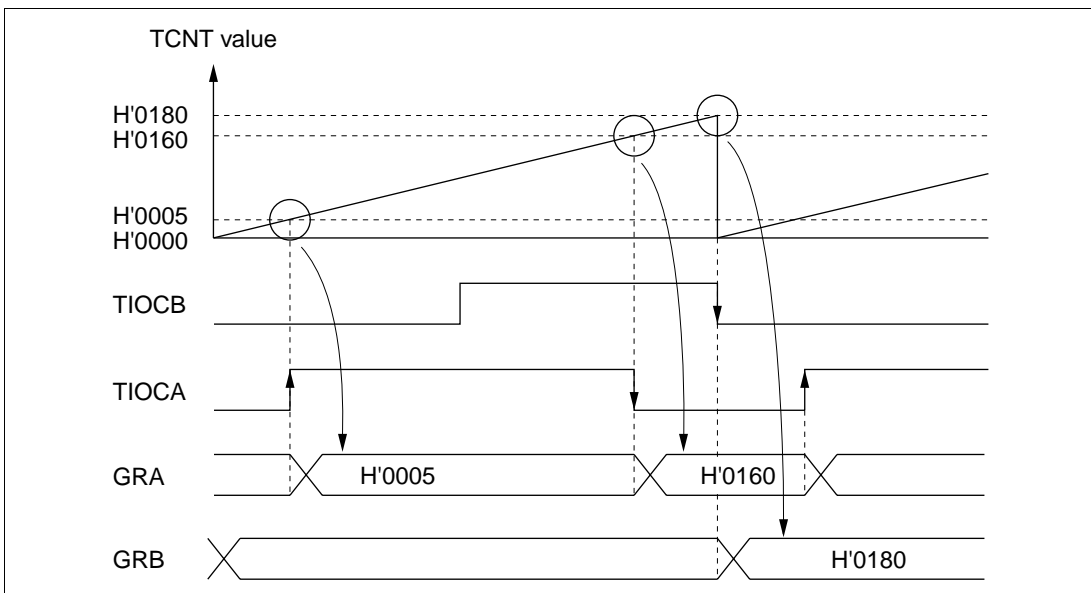 TCNT value
H'0180
H'0160
H'0005
H'0000
TIOCB
TIOCA
GRA H'0005 H'0160
GRB H'0180